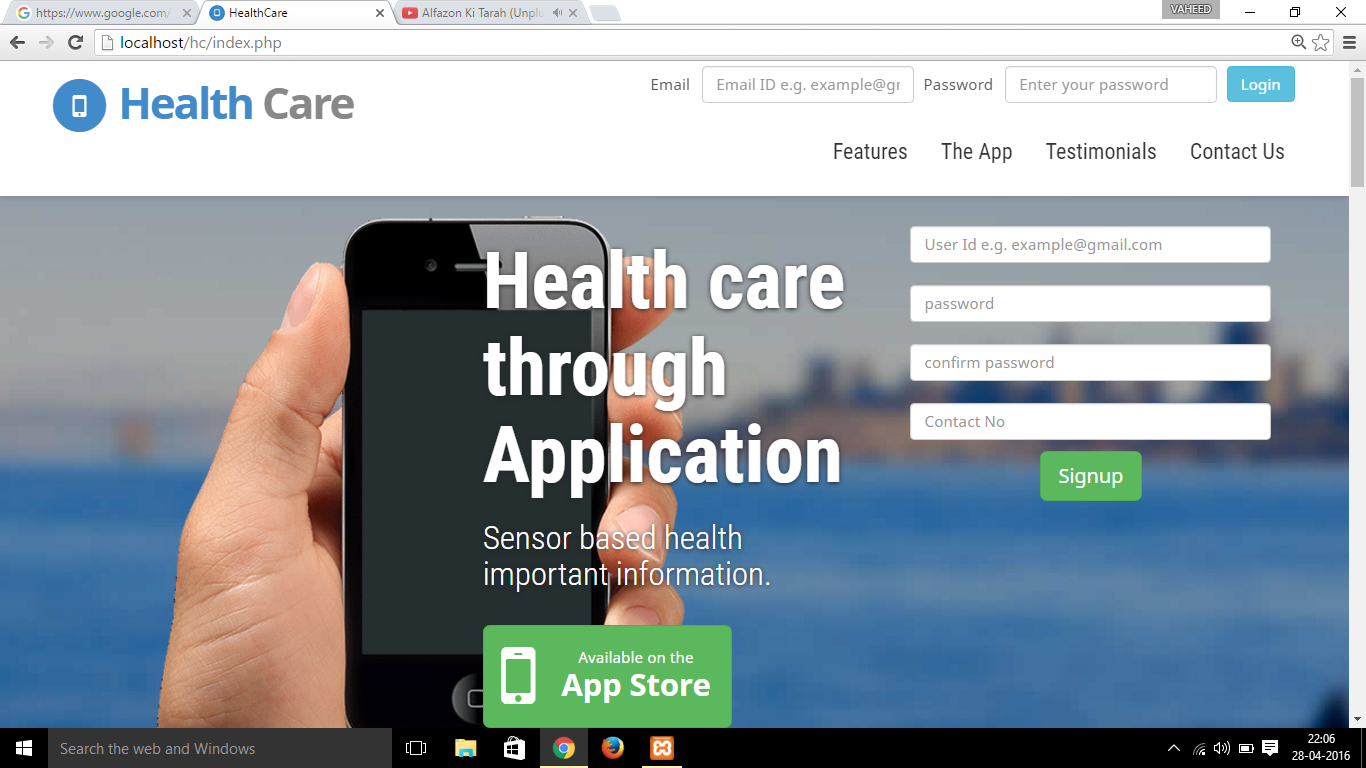 https://www.google.com/
HealthCare
Alfazon Ki Tarah (Unplu
VAHEED
localhost/hc/index.php
Health Care
Email
Email ID e.g. example@gr
Password
Enter your password
Login
Features
The App
Testimonials
Contact Us
Health care
through
Application
Sensor based health
important information.
Available on the
App Store
User Id e.g. example@gmail.com
password
confirm password
Contact No
Signup
Search the web and Windows
22:06
28-04-2016